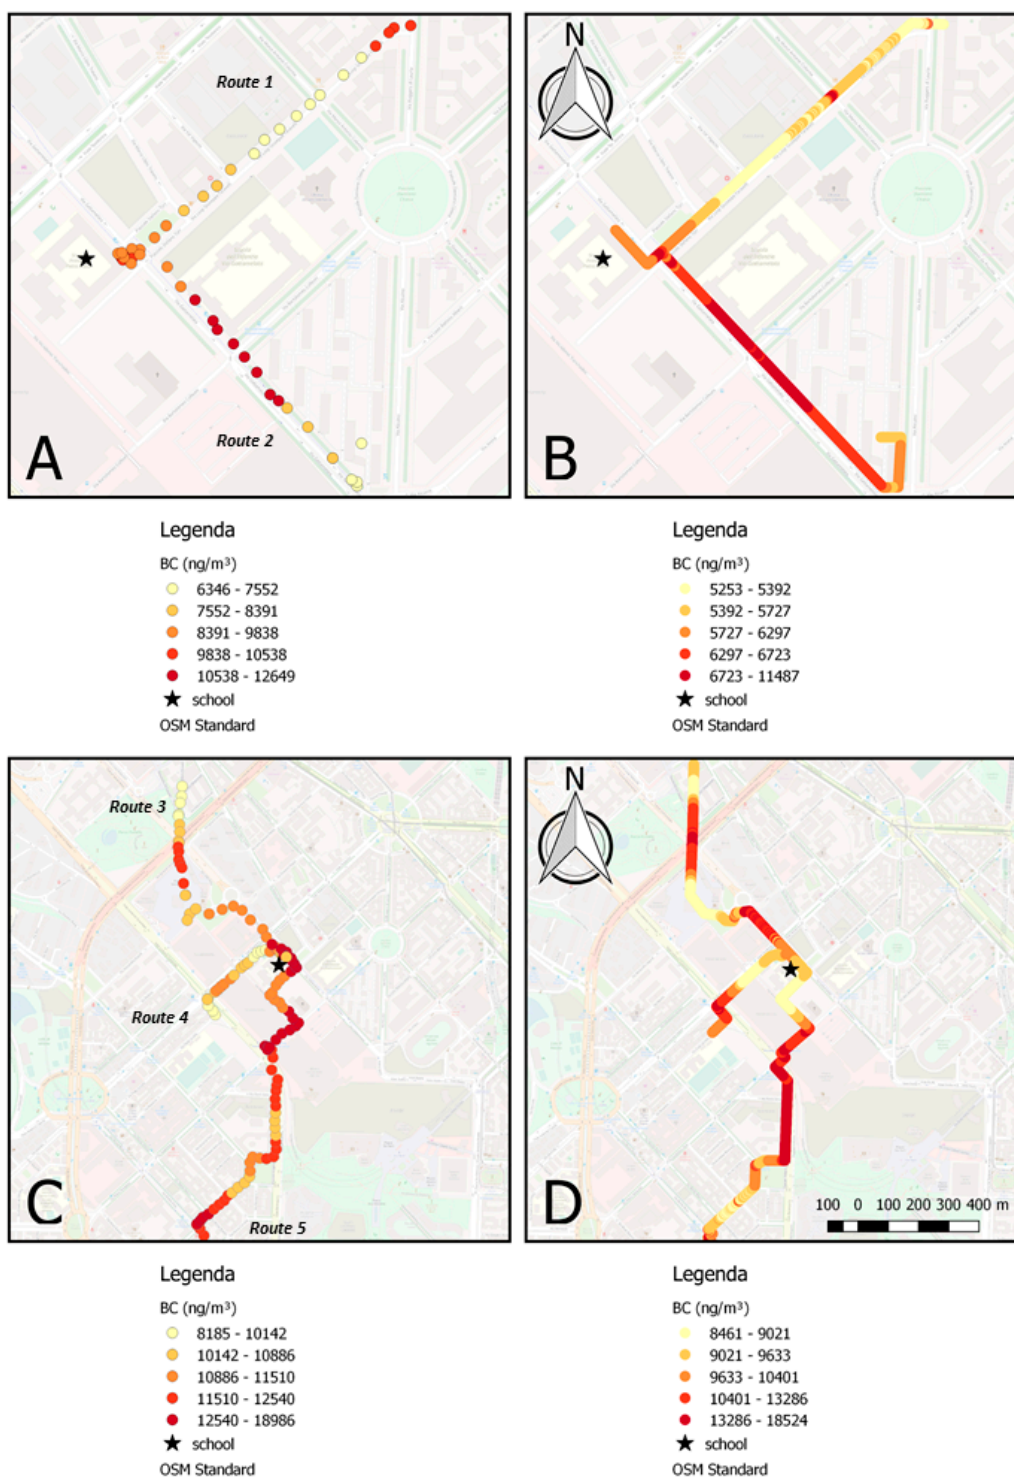 Route 1
Route 2
A
N
B
Legenda
BC (ng/m³)
6346 - 7552
7552 - 8391
8391 - 9838
9838 - 10538
10538 - 12649
school
OSM Standard
Legenda
BC (ng/m³)
5253 - 5392
5392 - 5727
5727 - 6297
6297 - 6723
6723 - 11487
school
OSM Standard
Route 3
Route 4
Route 5
C
N
D
100 0 100 200 300 400 m
Legenda
BC (ng/m³)
8185 - 10142
10142 - 10886
10886 - 11510
11510 - 12540
12540 - 18986
school
OSM Standard
Legenda
BC (ng/m³)
8461 - 9021
9021 - 9633
9633 - 10401
10401 - 13286
13286 - 18524
school
OSM Standard